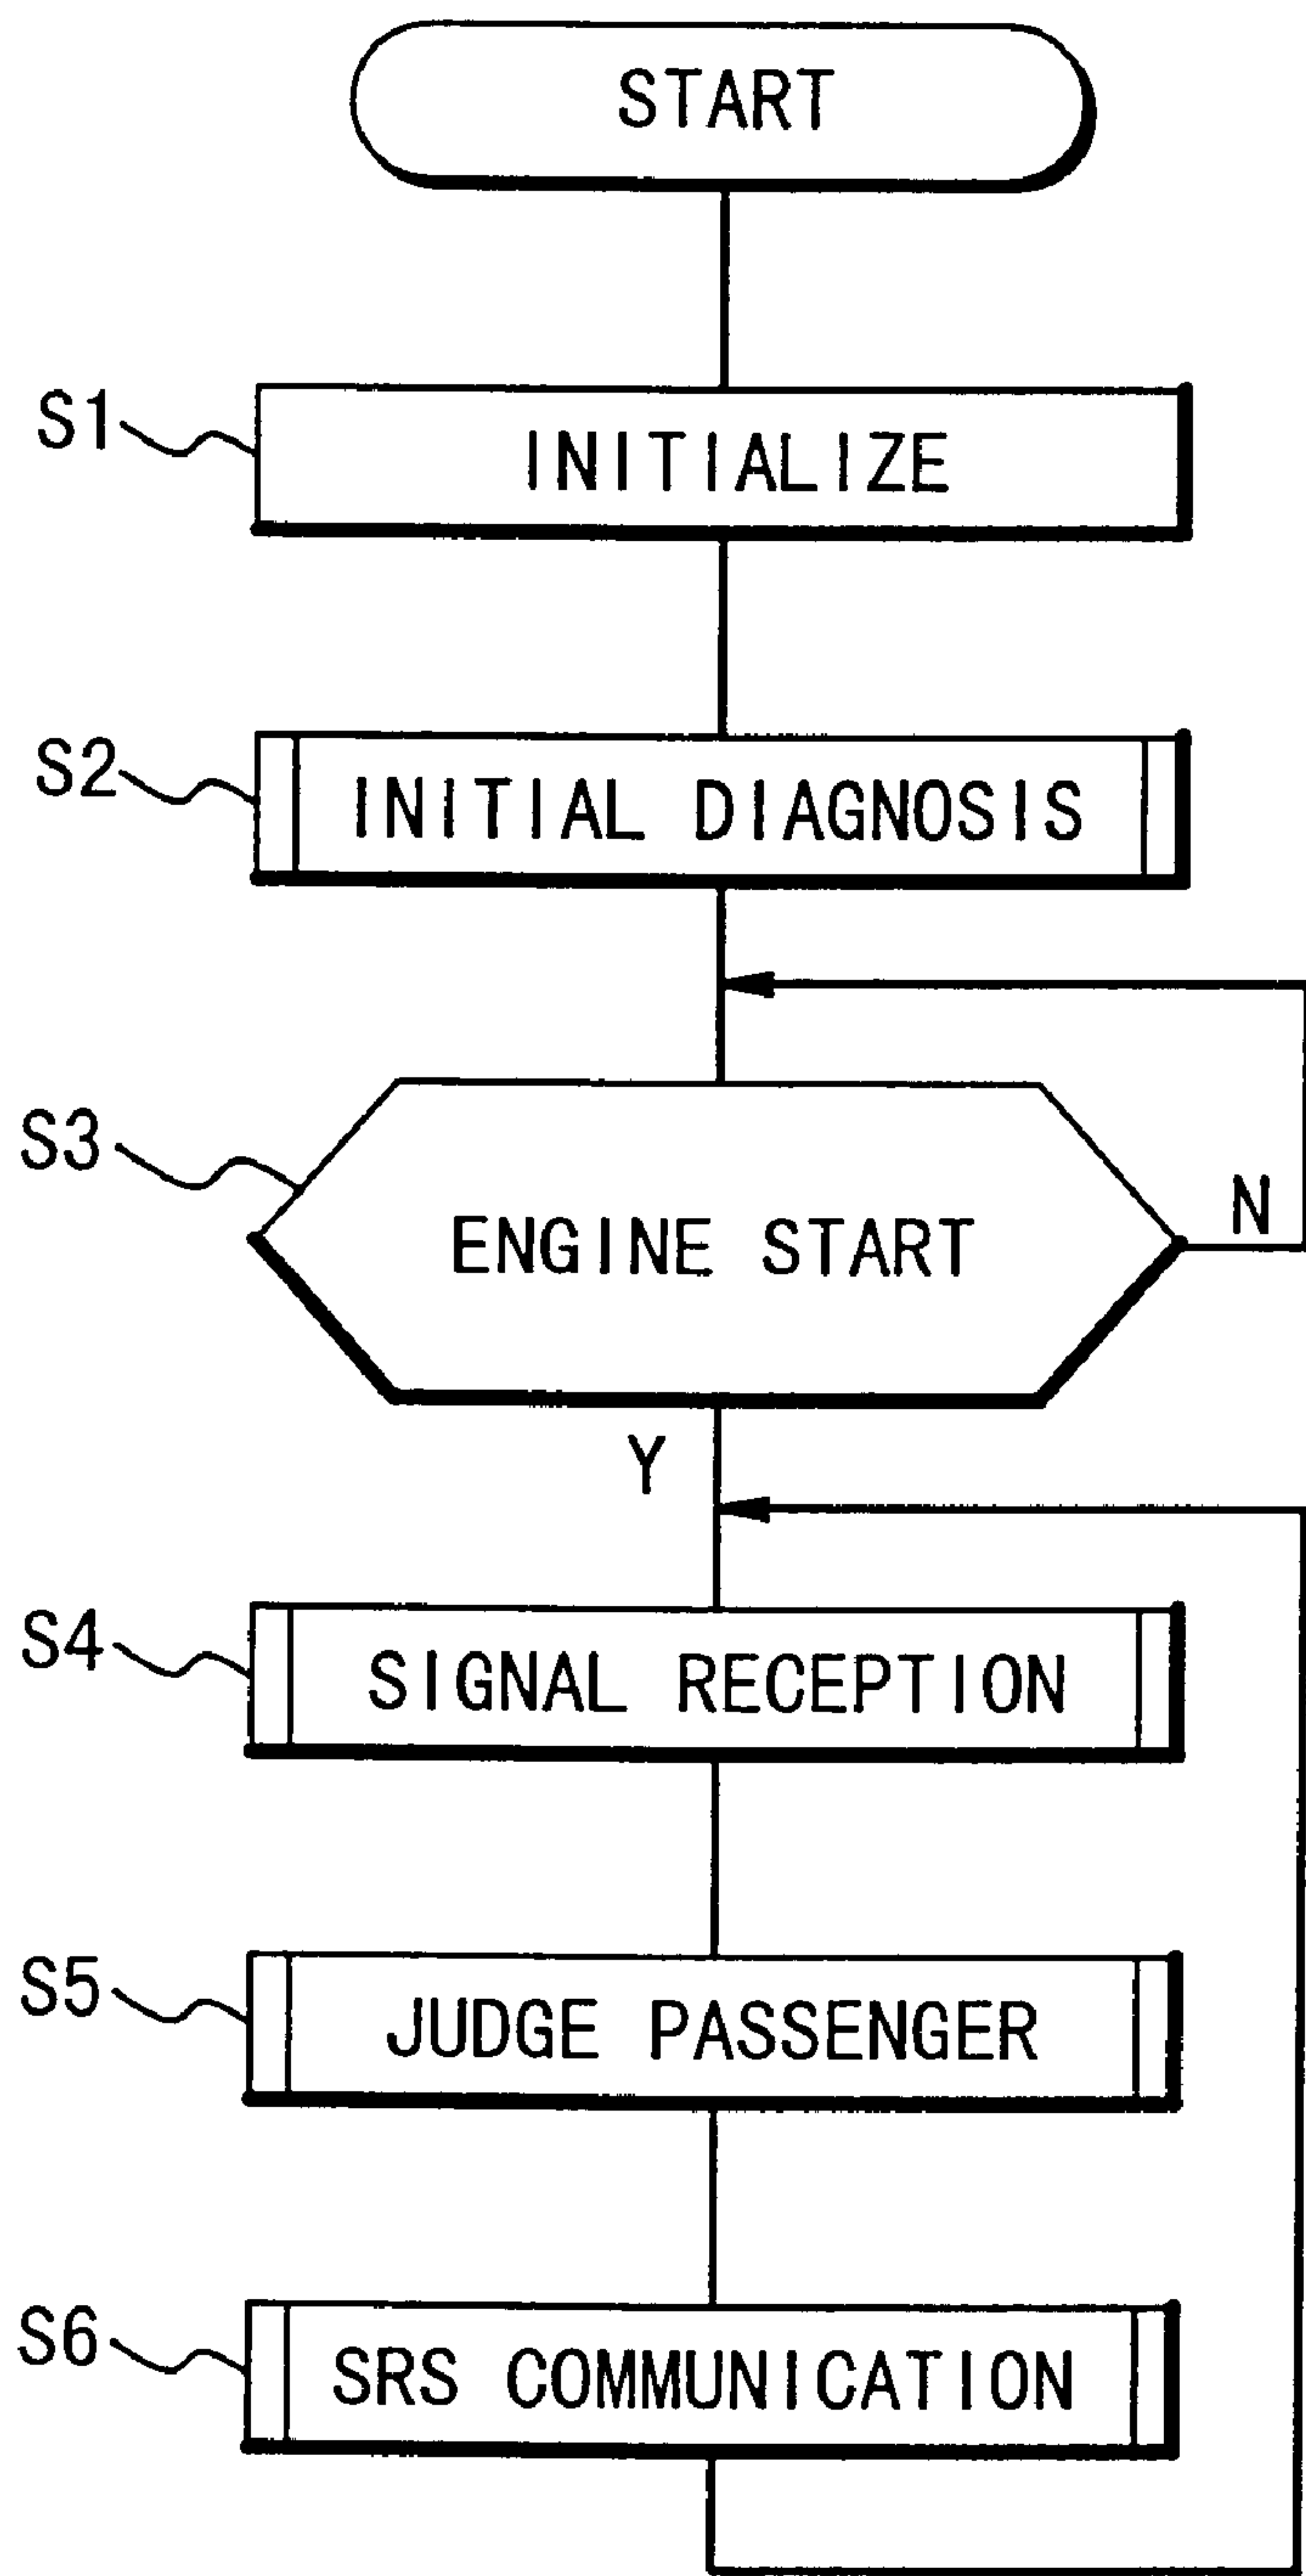 START
S1
INITIALIZE
S2
INITIAL DIAGNOSIS
S3
ENGINE START
N
Y
S4
SIGNAL RECEPTION
S5
JUDGE PASSENGER
S6
SRS COMMUNICATION